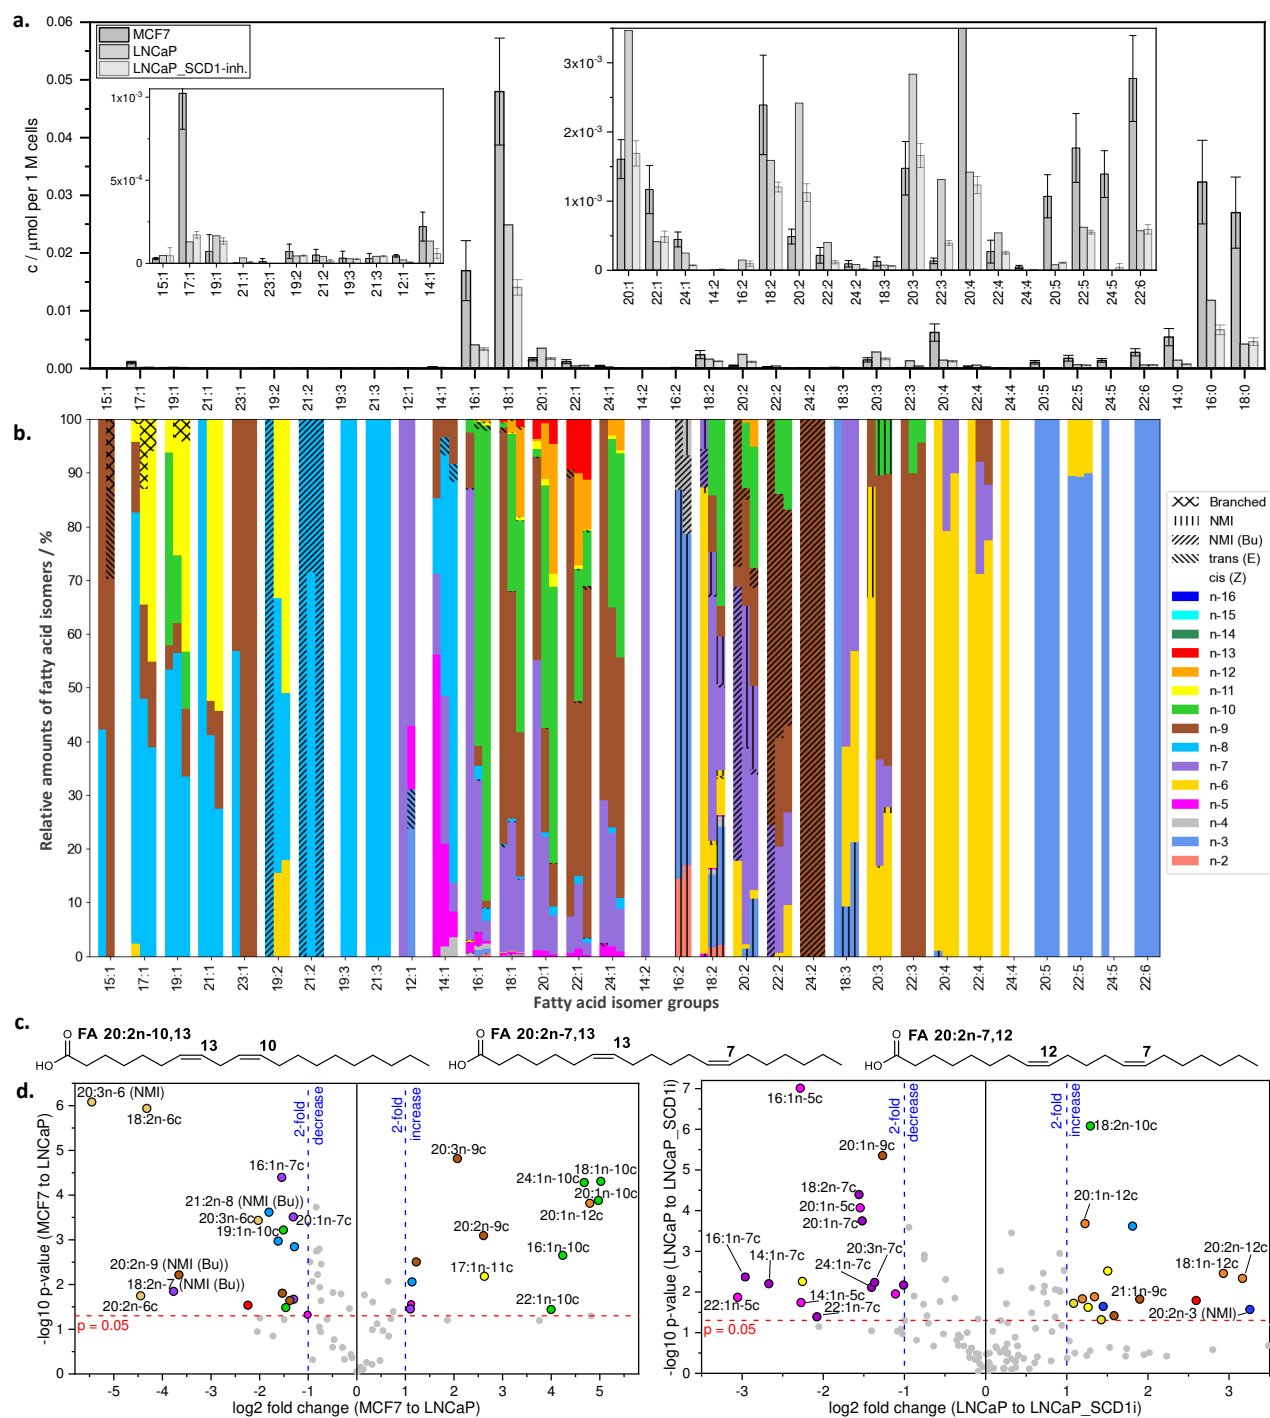 a.
MCF7
LNCaP
LNCaP_SCD1-inh.
c / μmol per 1 M cells
0.06
0.05
0.04
0.03
0.02
0.01
0.00
1x10⁻³
5x10⁻⁴
0
15:1 17:1 19:1 21:1 23:1 19:2 21:2 19:3 21:3 12:1 14:1
3x10⁻³
2x10⁻³
1x10⁻³
0
20:1 22:1 24:1 14:2 16:2 18:2 20:2 22:2 24:2 18:3 20:3 22:3 20:4 22:4 24:4 20:5 22:5 24:5 22:6
15:1 17:1 19:1 21:1 23:1 19:2 21:2 19:3 21:3 12:1 14:1 16:1 18:1 20:1 22:1 24:1 14:2 16:2 18:2 20:2 22:2 24:2 18:3 20:3 22:3 20:4 22:4 24:4 20:5 22:5 24:5 22:6 14:0 16:0 18:0
b.
Relative amounts of fatty acid isomers / %
100
90
80
70
60
50
40
30
20
10
0
15:1 17:1 19:1 21:1 23:1 19:2 21:2 19:3 21:3 12:1 14:1 16:1 18:1 20:1 22:1 24:1 14:2 16:2 18:2 20:2 22:2 24:2 18:3 20:3 22:3 20:4 22:4 24:4 20:5 22:5 24:5 22:6
Fatty acid isomer groups
Branched
NMI
NMI (Bu)
trans (E)
cis (Z)
n-16
n-15
n-14
n-13
n-12
n-11
n-10
n-9
n-8
n-7
n-6
n-5
n-4
n-3
n-2
c.
FA 20:2n-10,13
O
HO
13
10
FA 20:2n-7,13
O
HO
13
7
FA 20:2n-7,12
O
HO
12
7
d.
-log10 p-value (MCF7 to LNCaP)
6
5
4
3
2
1
0
2-fold decrease
2-fold increase
20:3n-6 (NMI)
18:2n-6c
16:1n-7c
21:2n-8 (NMI (Bu))
20:3n-6c
20:1n-7c
19:1n-10c
20:2n-9 (NMI (Bu))
18:2n-7 (NMI (Bu))
20:2n-6c
20:3n-9c
18:1n-10c
24:1n-10c
20:1n-10c
20:1n-12c
20:2n-9c
16:1n-10c
17:1n-11c
22:1n-10c
p = 0.05
-5 -4 -3 -2 -1 0 1 2 3 4 5
log2 fold change (MCF7 to LNCaP)
-log10 p-value (LNCaP to LNCaP_SCD1i)
7
6
5
4
3
2
1
0
2-fold decrease
2-fold increase
16:1n-5c
18:2n-10c
20:1n-9c
18:2n-7c
20:1n-5c
20:1n-7c
20:1n-12c
16:1n-7c
14:1n-7c
20:3n-7c
24:1n-7c
14:1n-5c
22:1n-5c
22:1n-7c
20:2n-12c
18:1n-12c
21:1n-9c
20:2n-3 (NMI)
p = 0.05
-3 -2 -1 0 1 2 3
log2 fold change (LNCaP to LNCaP_SCD1i)